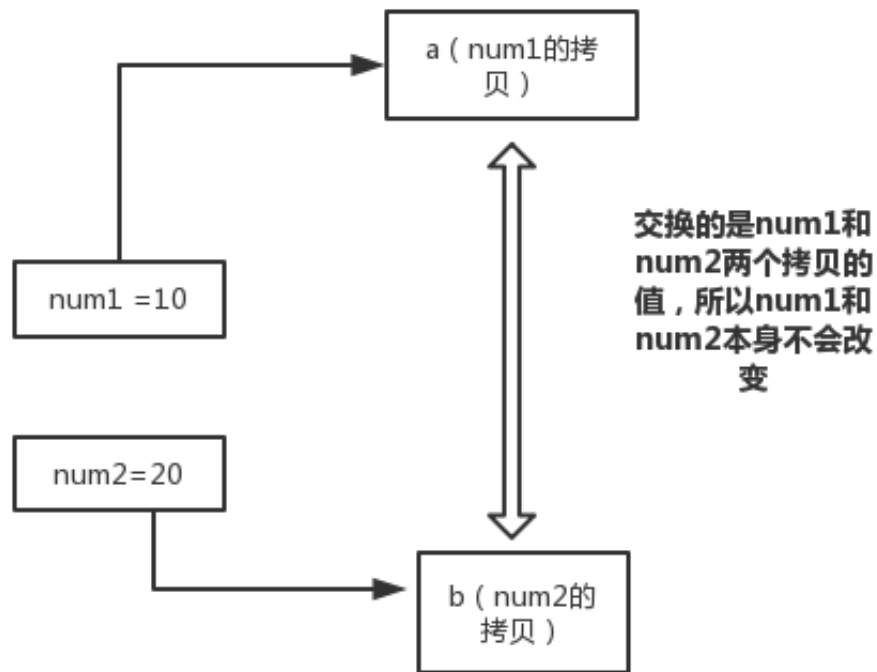 a（num1的拷
贝）
num1 =10
交换的是num1和
num2两个拷贝的
值，所以num1和
num2本身不会改
变
num2=20
b（num2的
拷贝）